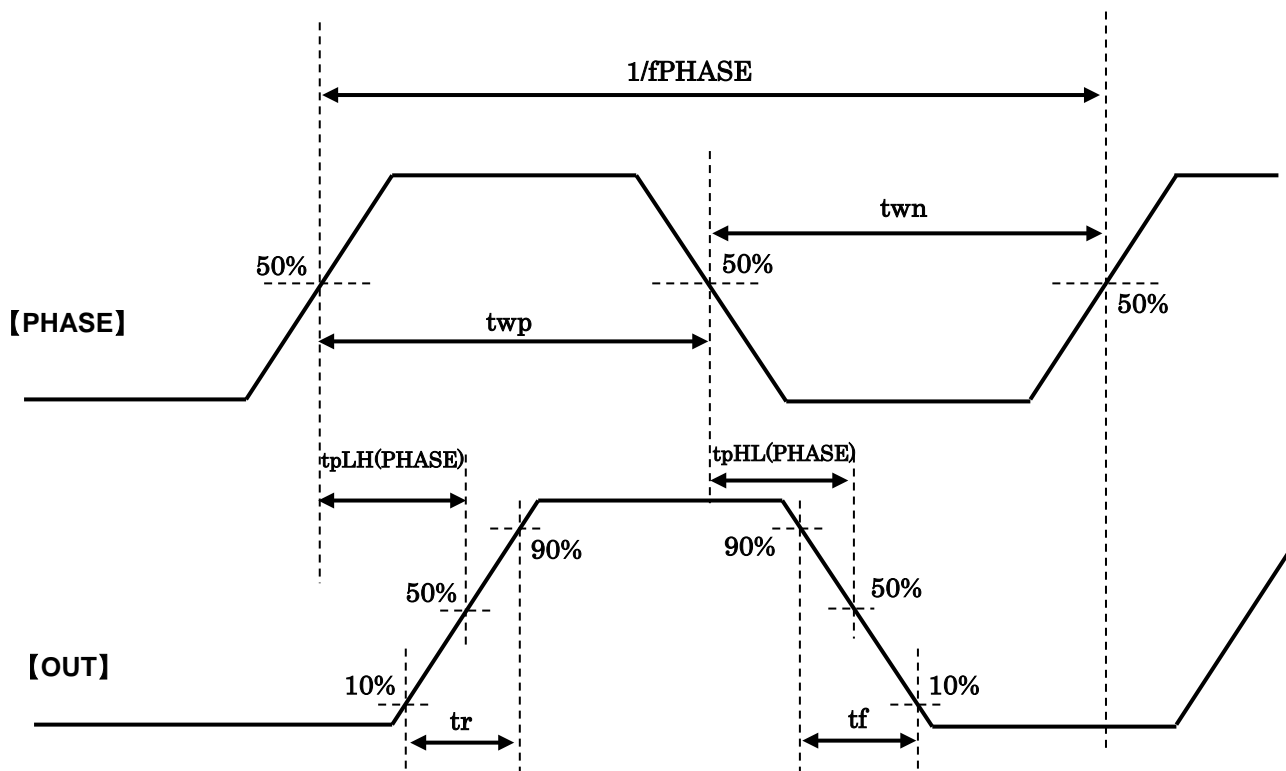 1/fPHASE
twn
50%
50%
50%
【PHASE】
twp
tpLH(PHASE)
tpHL(PHASE)
90%
90%
50%
50%
【OUT】
10%
10%
tr
tf